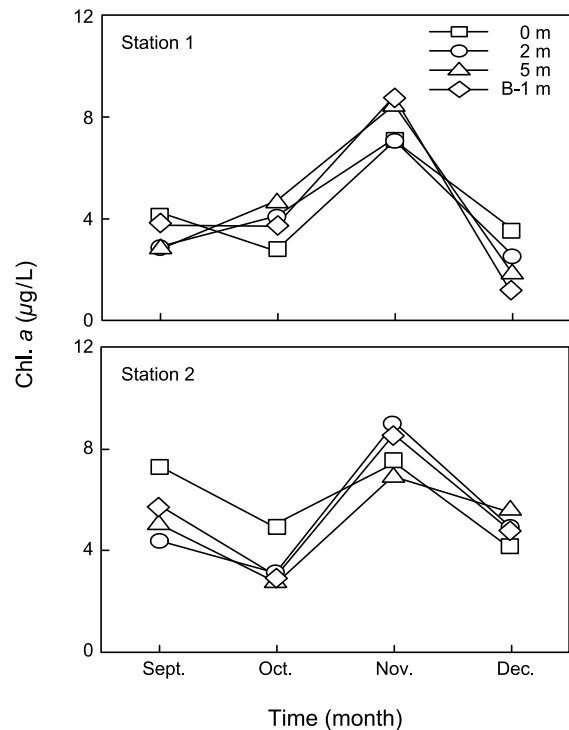 Station 1
0 m
2 m
5 m
B-1 m
12
8
4
0
Chl. a (µg/L)
Station 2
12
8
4
0
Sept. Oct. Nov. Dec.
Time (month)